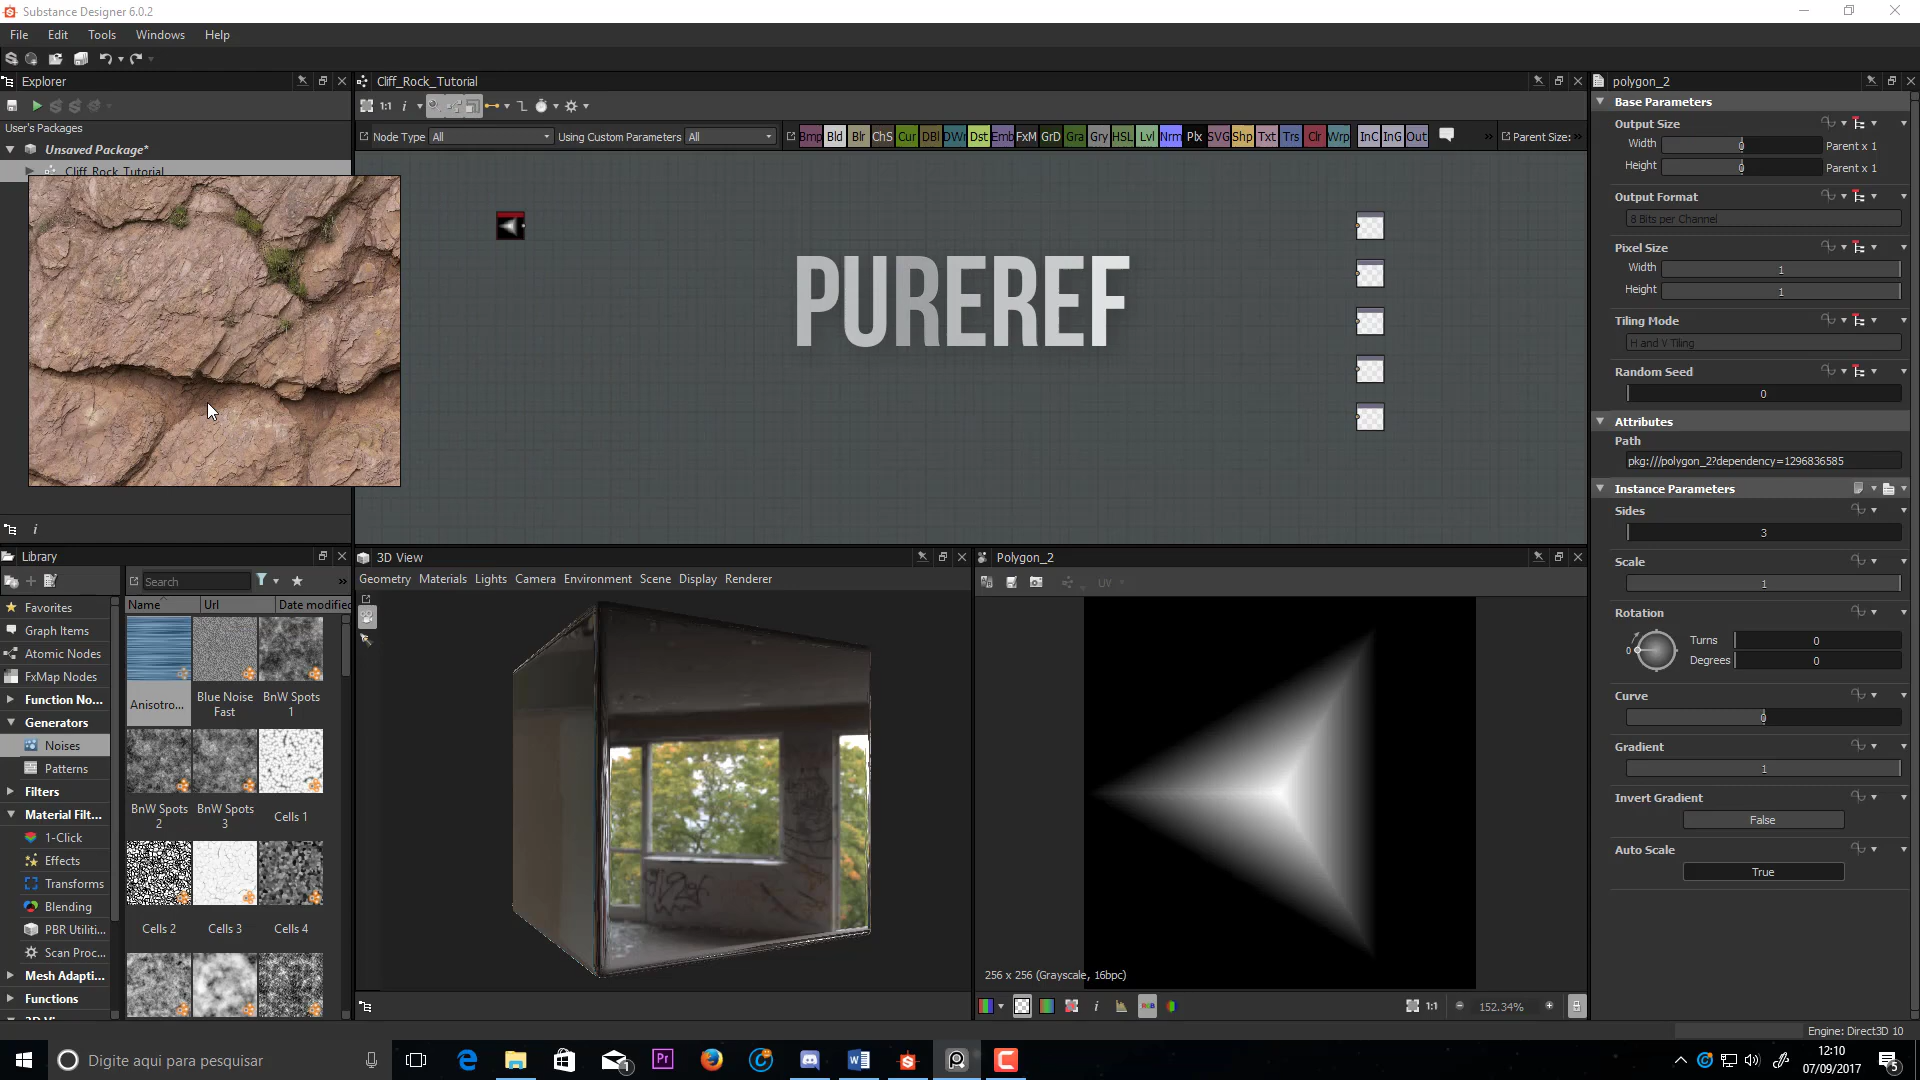 Substance Designer 6.0.2
File Edit Tools Windows Help
Explorer
Cliff_Rock_Tutorial
polygon_2
1:1
User's Packages
Unsaved Package*
Cliff_Rock_Tutorial
Node Type All Using Custom Parameters All
Bmp Bld Blr ChS Cur DBl DWr Dst Emb FxM GrD Gra Gry HSL Lvl Nrm Plx SVG Shp Txt Trs Clr Wrp InC InG Out
Parent Size:
PUREREF
Base Parameters
Output Size
Width 0 Parent x 1
Height 0 Parent x 1
Output Format
8 Bits per Channel
Pixel Size
Width 1
Height 1
Tiling Mode
H and V Tiling
Random Seed
0
Attributes
Path
pkg:///polygon_2?dependency=1296836585
Instance Parameters
Sides
3
Scale
1
Rotation
0
Turns 0
Degrees 0
Curve
0
Gradient
1
Invert Gradient
False
Auto Scale
True
Library
Search
Name Url Date modified
Favorites
Graph Items
Atomic Nodes
FxMap Nodes
Function No...
Generators
Noises
Patterns
Filters
Material Filt...
1-Click
Effects
Transforms
Blending
PBR Utiliti...
Scan Proc...
Mesh Adapti...
Functions
Anisotro...
Blue Noise Fast
BnW Spots 1
BnW Spots 2
BnW Spots 3
Cells 1
Cells 2
Cells 3
Cells 4
3D View
Geometry Materials Lights Camera Environment Scene Display Renderer
Polygon_2
UV
256 x 256 (Grayscale, 16bpc)
1:1
152.34%
Engine: Direct3D 10
Digite aqui para pesquisar
12:10
07/09/2017